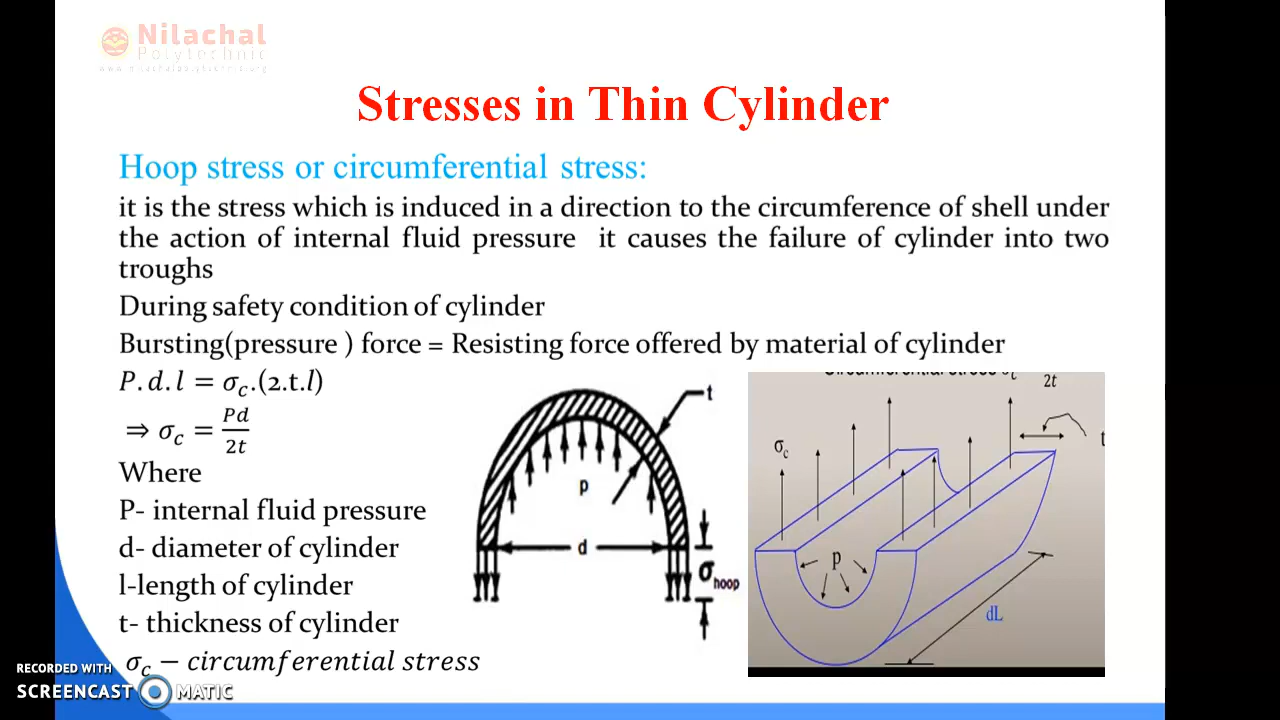 Nilachal
Polytechnic
Stresses in Thin Cylinder
Hoop stress or circumferential stress:
it is the stress which is induced in a direction to the circumference of shell under
the action of internal fluid pressure it causes the failure of cylinder into two
troughs
During safety condition of cylinder
Bursting(pressure ) force = Resisting force offered by material of cylinder
P.d.l = σc.(2.t.l)
⇒ σc = Pd/2t
Where
P- internal fluid pressure
d- diameter of cylinder
l-length of cylinder
t- thickness of cylinder
σc – circumferential stress
t
p
d
σhoop
2t
σc
t
p
dL
RECORDED WITH
SCREENCAST MATIC